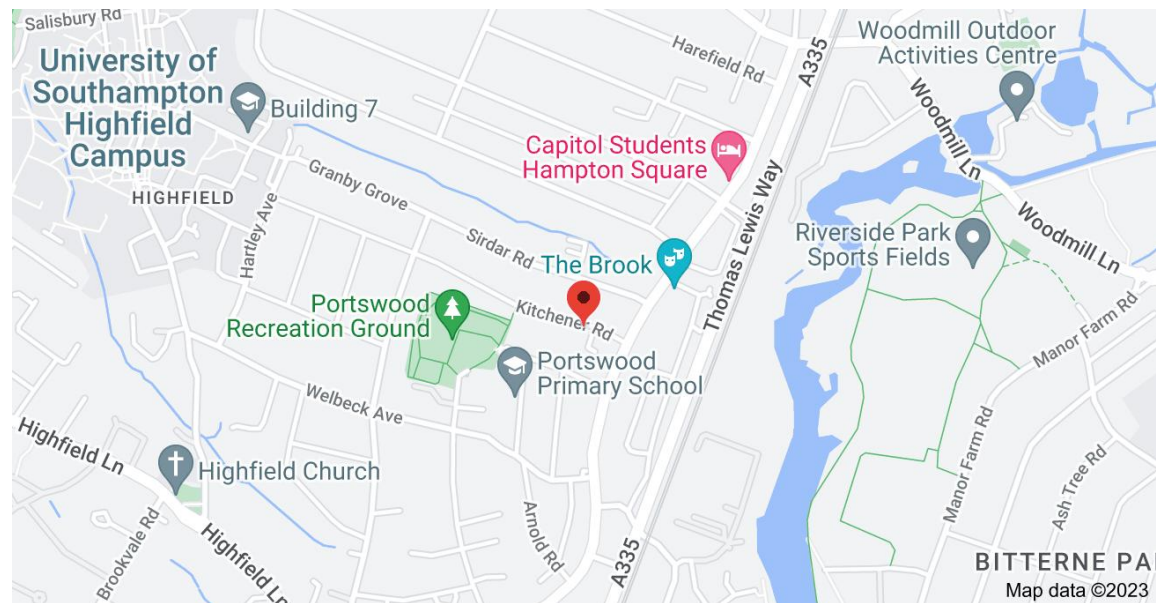 Salisbury Rd
University of
Southampton
Highfield
Campus
Building 7
HIGHFIELD
Hartley Ave
Granby Grove
Sirdar Rd
Harefield Rd
A335
Capitol Students
Hampton Square
Thomas Lewis Way
Woodmill Outdoor
Activities Centre
Woodmill Ln
Woodmill Ln
Riverside Park
Sports Fields
The Brook
Kitchener Rd
Portswood
Recreation Ground
Portswood
Primary School
Welbeck Ave
Highfield Ln
Highfield Church
Highfield Ln
Brookvale Rd
Arnold Rd
A335
Manor Farm Rd
Manor Farm Rd
Ash Tree Rd
BITTERNE PA
Map data ©2023